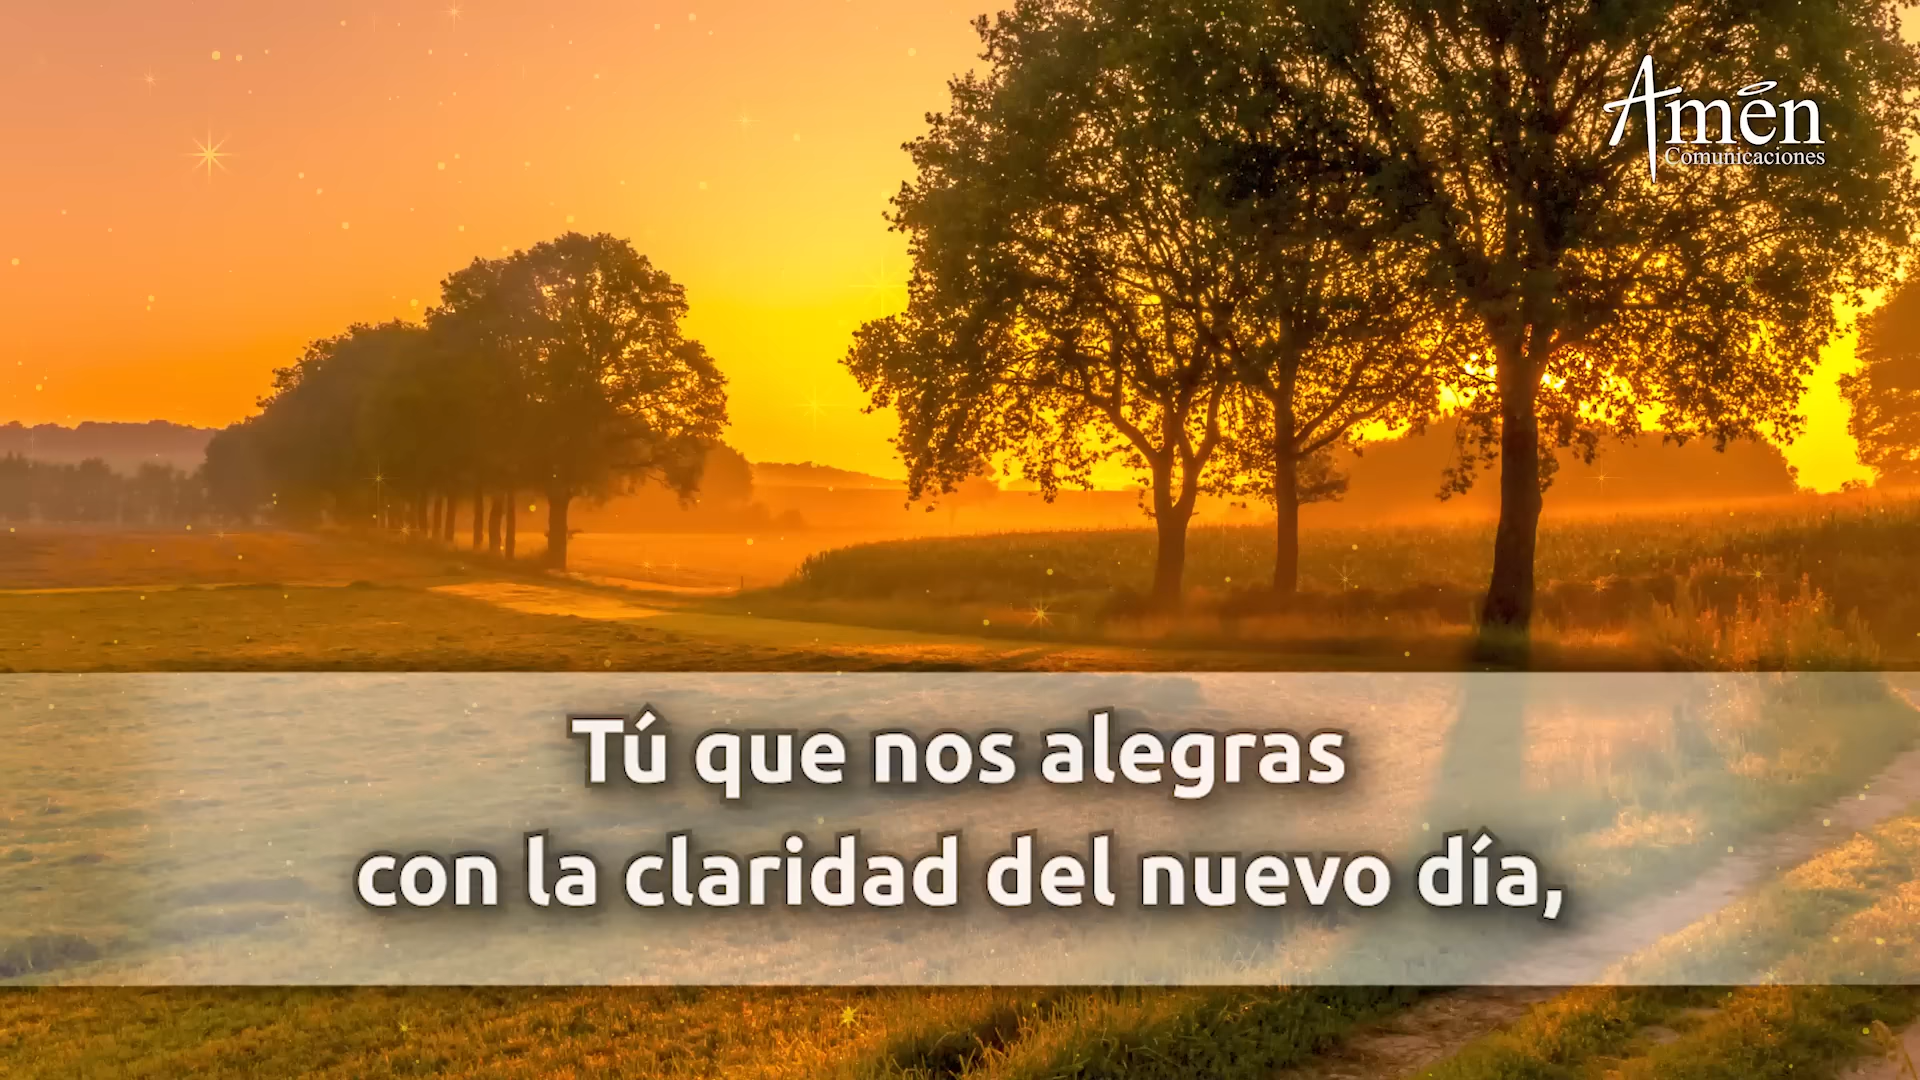 Amén
Comunicaciones
Tú que nos alegras
con la claridad del nuevo día,